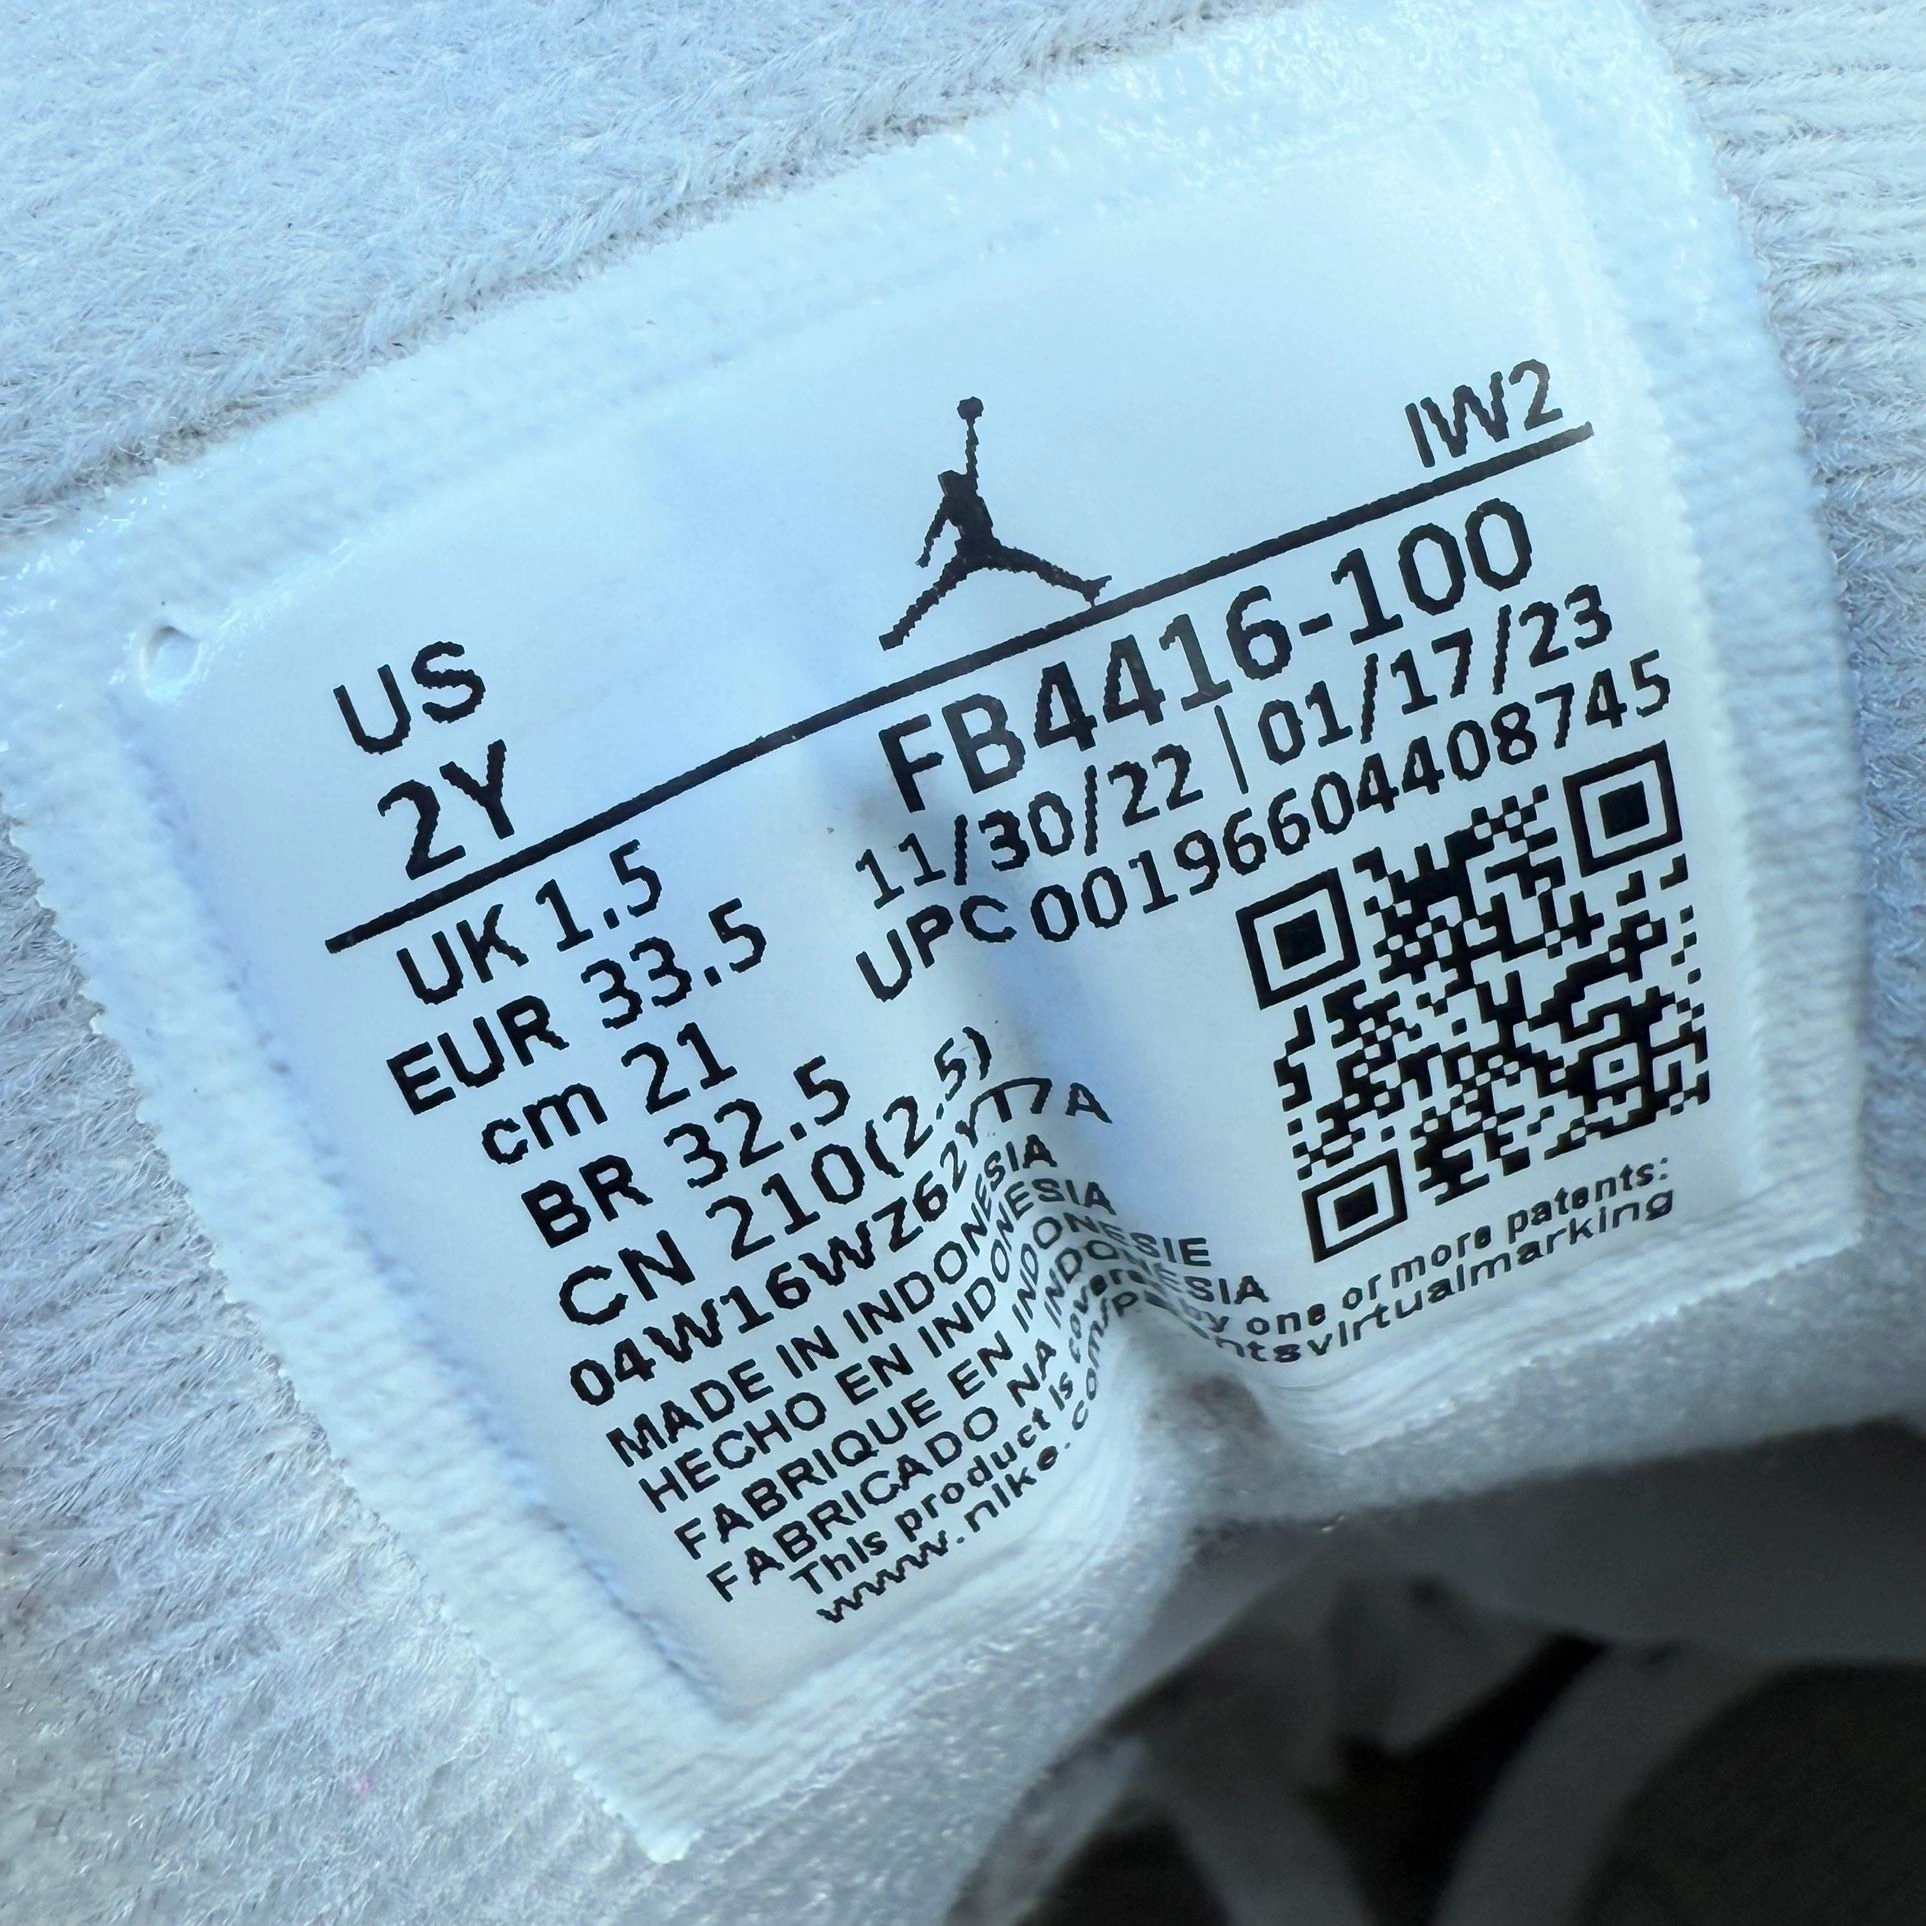 IW2
US
2Y
FB4416-100
11/30/22 | 01/17/23
UPC 00196604408745
UK 1.5
EUR 33.5
cm 21
BR 32.5
CN 210(2.5)
04W16WZ62YT7A
MADE IN INDONESIA
HECHO EN INDONESIA
FABRIQUE EN INDONESIE
FABRICADO NA INDONESIA
This product is covered by one or more patents:
www.nike.com/patentsvirtualmarking